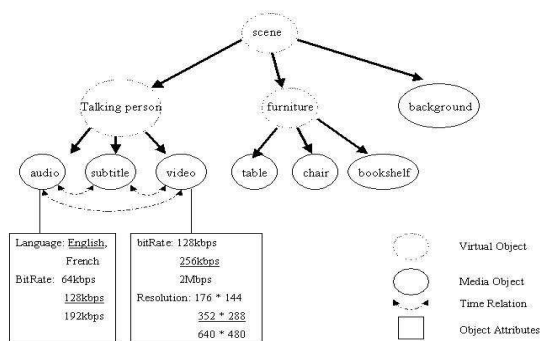 scene
Talking person
furniture
background
audio
subtitle
video
table
chair
bookshelf
Language: English,
French
BitRate: 64kbps
128kbps
192kbps
bitRate: 128kbps
256kbps
2Mbps
Resolution: 176 * 144
352 * 288
640 * 480
Virtual Object
Media Object
Time Relation
Object Attributes